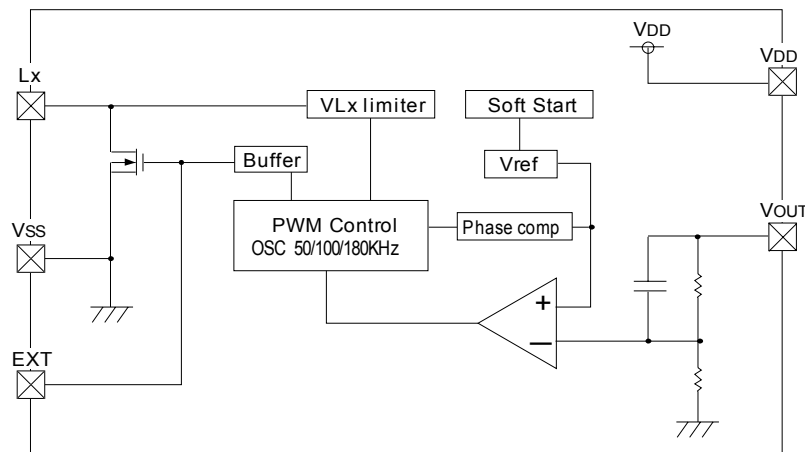 VDD
VDD
Lx
VLx limiter
Soft Start
Buffer
Vref
VSS
PWM Control
OSC 50/100/180KHz
Phase comp
VOUT
+
−
EXT